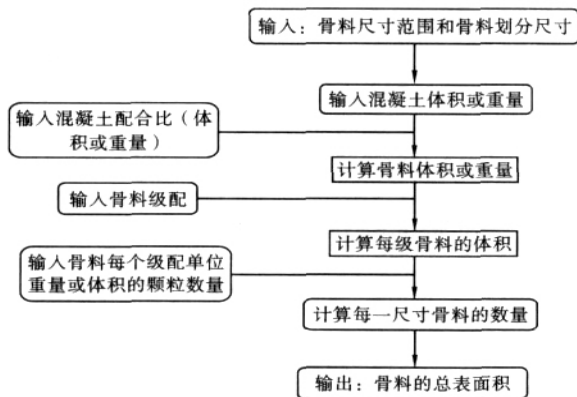 输入：骨料尺寸范围和骨料划分尺寸
输入混凝土体积或重量
输入混凝土配合比（体
积或重量）
计算骨料体积或重量
输入骨料级配
计算每级骨料的体积
输入骨料每个级配单位
重量或体积的颗粒数量
计算每一尺寸骨料的数量
输出：骨料的总表面积